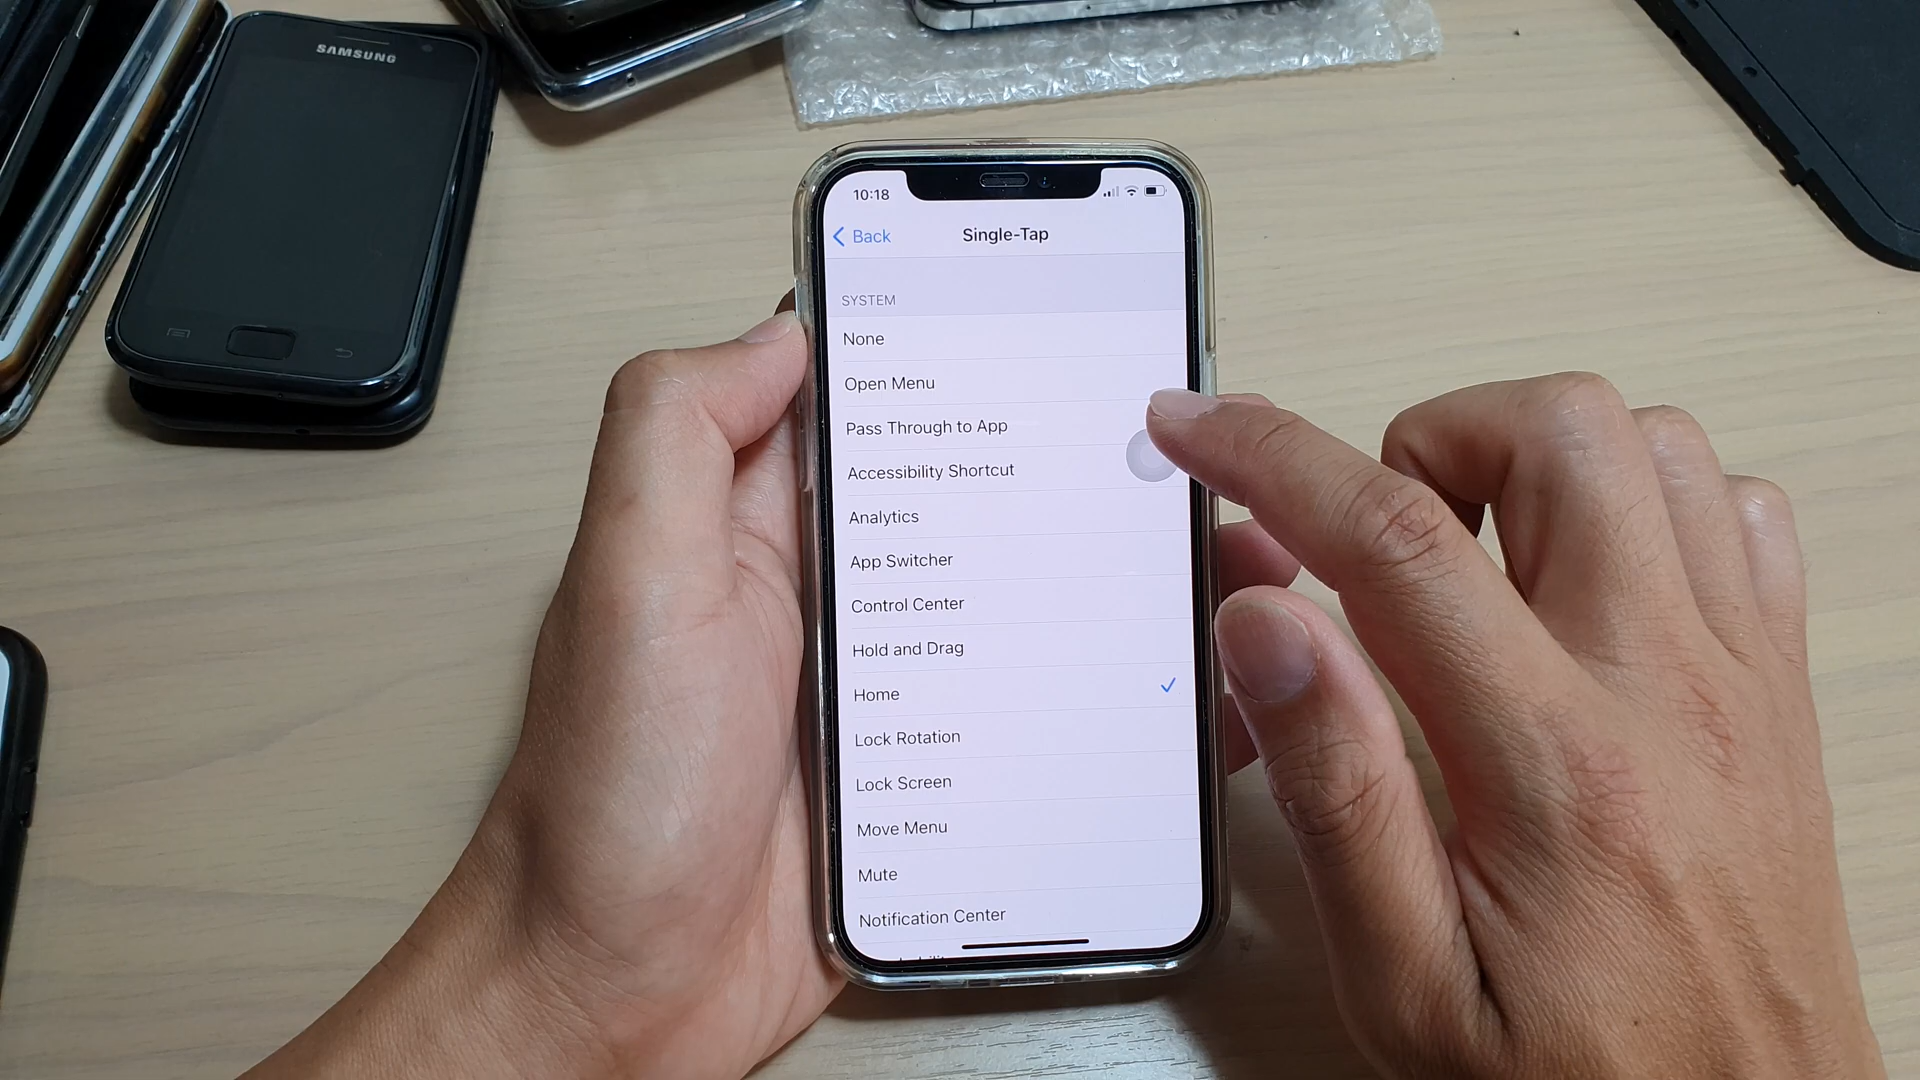 SAMSUNG
10:18
Back
Single-Tap
SYSTEM
None
Open Menu
Pass Through to App
Accessibility Shortcut
Analytics
App Switcher
Control Center
Hold and Drag
Home
Lock Rotation
Lock Screen
Move Menu
Mute
Notification Center